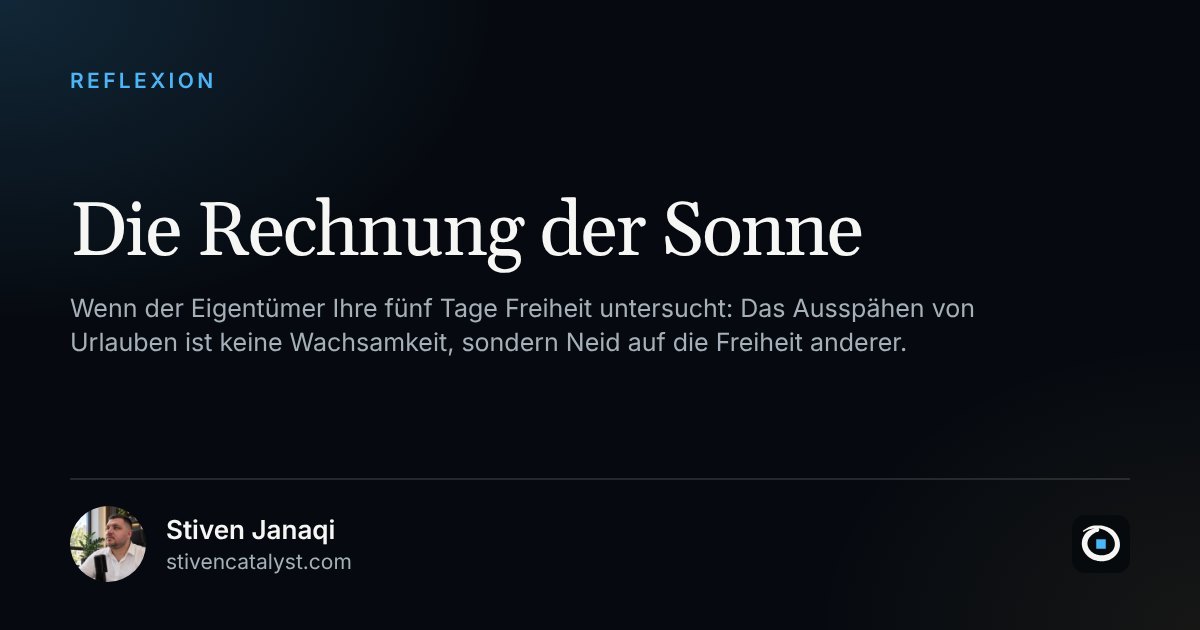 REFLEXION
Die Rechnung der Sonne
Wenn der Eigentümer Ihre fünf Tage Freiheit untersucht: Das Ausspähen von
Urlauben ist keine Wachsamkeit, sondern Neid auf die Freiheit anderer.
Stiven Janaqi
stivencatalyst.com